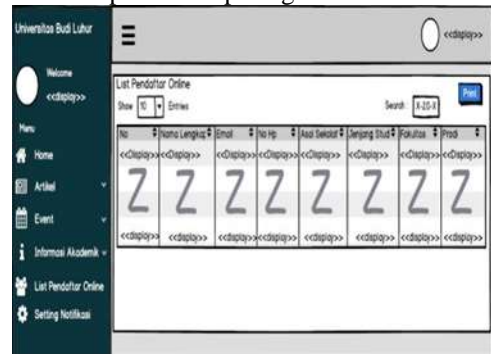 Universitas Budi Luhur
<<display>>
Welcome
<<display>>
Menu
Home
Artikel
Event
Informasi Akademik
List Pendaftar Online
Setting Notifikasi
List Pendaftar Online
Print
Show 10 Entries
Search : X-20-X
No Nama Lengkap Email No Hp Asal Sekolah Jenjang Studi Fakultas Prodi
<<Display>> <<Display>> <<display>> <<display>> <<display>> <<display>> <<display>> <<display>>
Z Z Z Z Z Z Z
<<display>> <<display>> <<display>> <<display>> <<display>> <<display>> <<display>> <<display>>